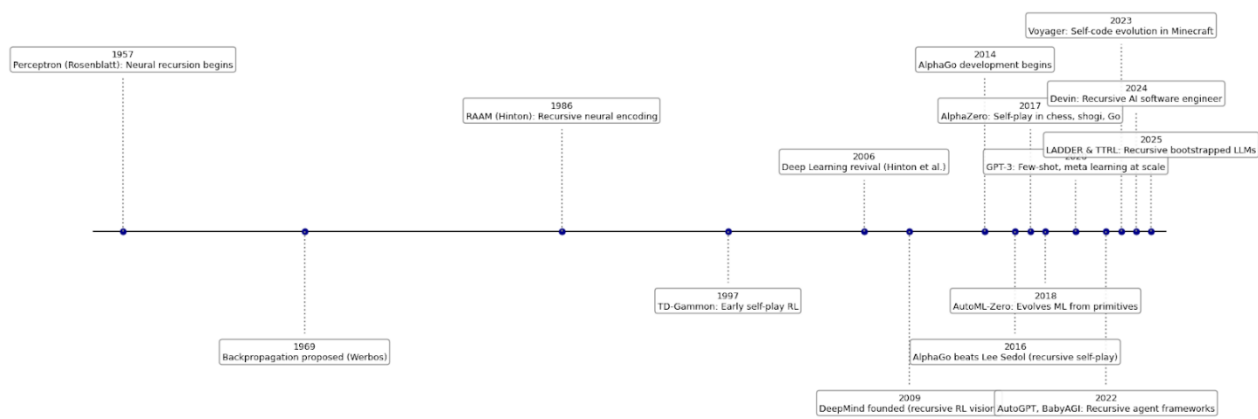 2023
Voyager: Self-code evolution in Minecraft
1957
Perceptron (Rosenblatt): Neural recursion begins
2014
AlphaGo development begins
2024
Devin: Recursive AI software engineer
1986
RAAM (Hinton): Recursive neural encoding
2017
AlphaZero: Self-play in chess, shogi, Go
2025
LADDER & TTRL: Recursive bootstrapped LLMs
2006
Deep Learning revival (Hinton et al.)
GPT-3: Few-shot, meta learning at scale
1997
TD-Gammon: Early self-play RL
2018
AutoML-Zero: Evolves ML from primitives
1969
Backpropagation proposed (Werbos)
2016
AlphaGo beats Lee Sedol (recursive self-play)
2009
DeepMind founded (recursive RL vision
2022
AutoGPT, BabyAGI: Recursive agent frameworks